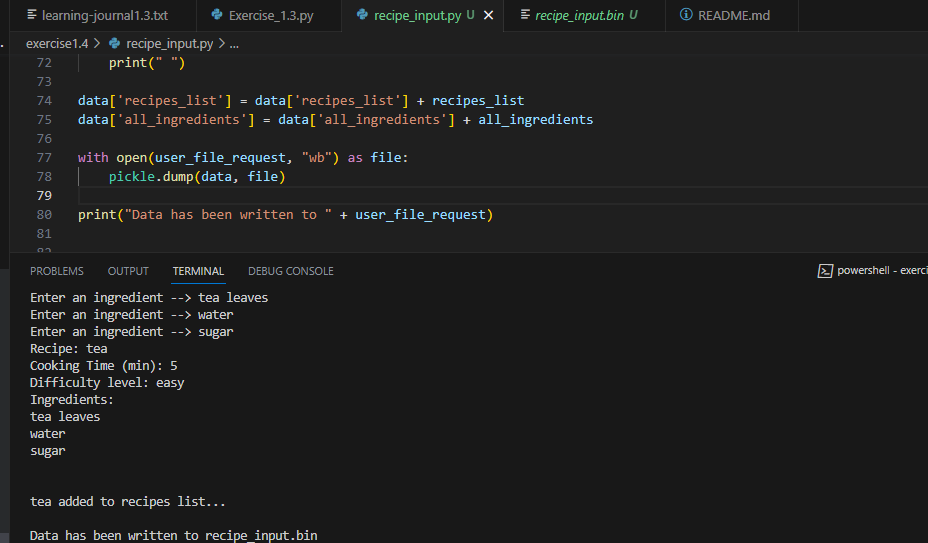 learning-journal1.3.txt Exercise_1.3.py recipe_input.py U recipe_input.bin U README.md
exercise1.4 > recipe_input.py > ...
72 print(" ")
73
74 data['recipes_list'] = data['recipes_list'] + recipes_list
75 data['all_ingredients'] = data['all_ingredients'] + all_ingredients
76
77 with open(user_file_request, "wb") as file:
78 pickle.dump(data, file)
79
80 print("Data has been written to " + user_file_request)
81
82
PROBLEMS OUTPUT TERMINAL DEBUG CONSOLE powershell - exerci
Enter an ingredient --> tea leaves
Enter an ingredient --> water
Enter an ingredient --> sugar
Recipe: tea
Cooking Time (min): 5
Difficulty level: easy
Ingredients:
tea leaves
water
sugar
tea added to recipes list...
Data has been written to recipe_input.bin